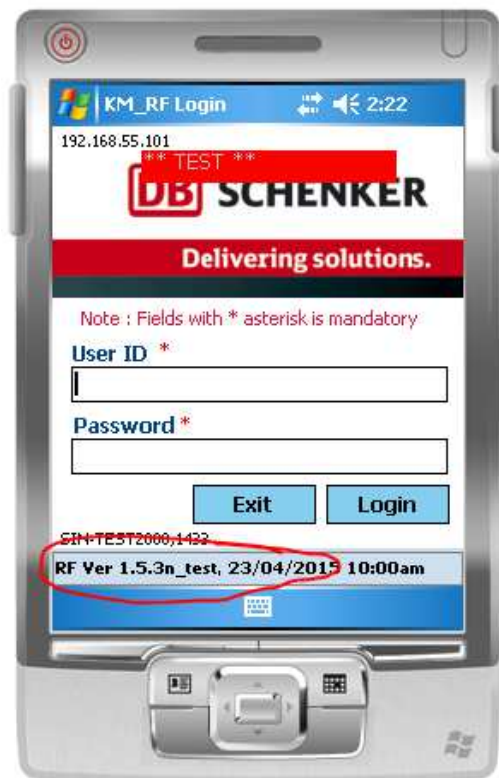 KM_RF Login 2:22
192.168.55.101
** TEST **
DB SCHENKER
Delivering solutions.
Note : Fields with * asterisk is mandatory
User ID *
Password *
Exit Login
SIN-TEST2000,1433
RF Ver 1.5.3n_test, 23/04/2015 10:00am